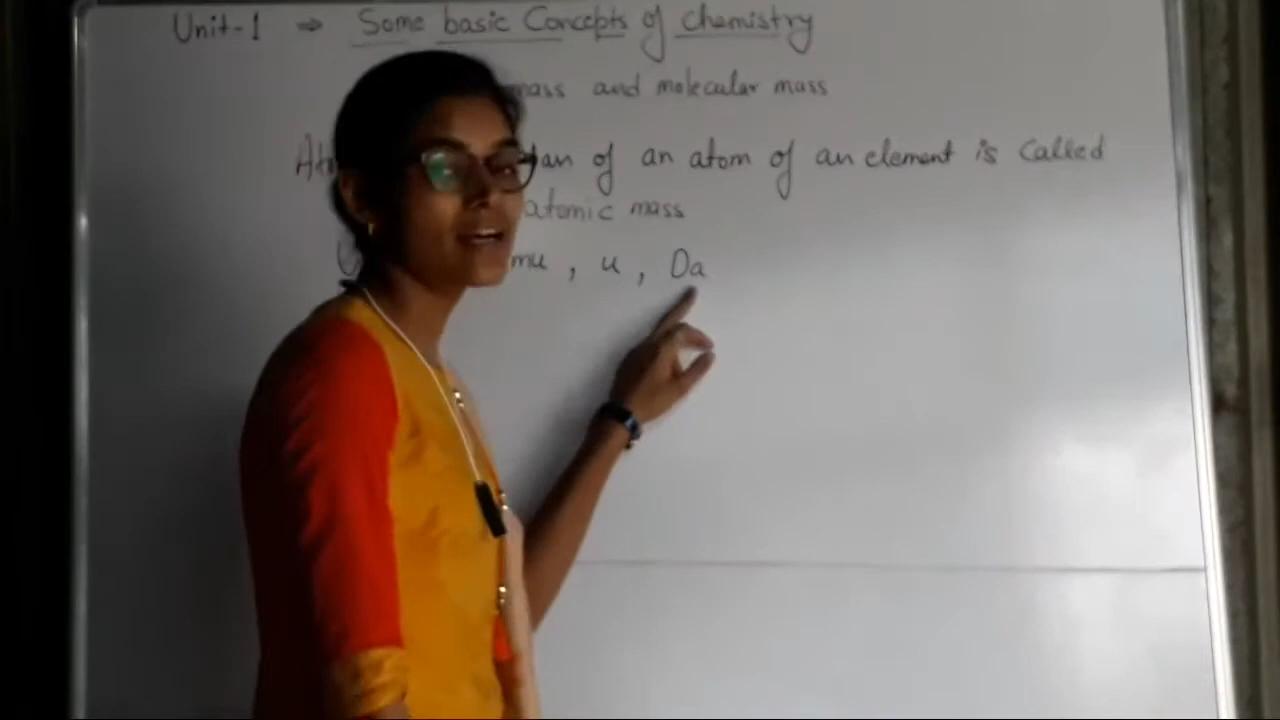 Unit-1 ⇒ Some basic Concepts of Chemistry
mass and molecular mass
of an atom of an element is called
atomic mass
mu, u, Da